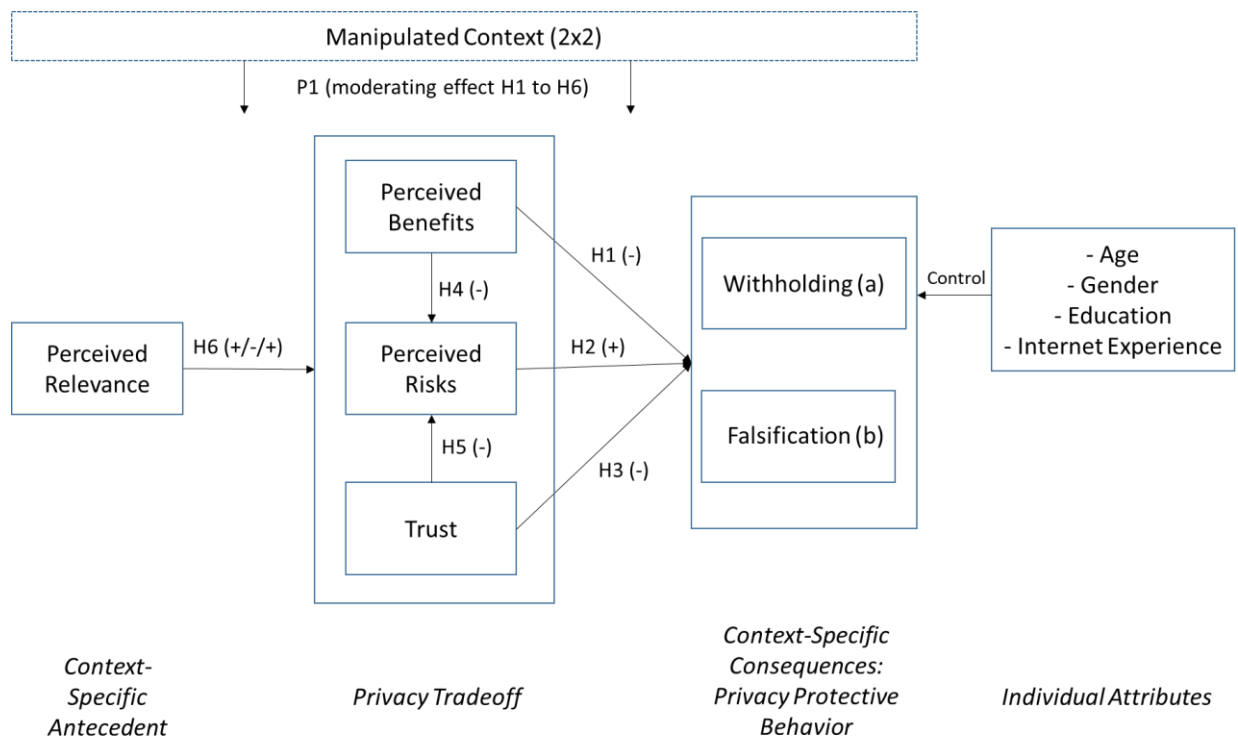 Manipulated Context (2x2)
P1 (moderating effect H1 to H6)
Perceived
Benefits
H1 (-)
H4 (-)
Withholding (a)
Control
- Age
- Gender
- Education
- Internet Experience
Perceived
Relevance
H6 (+/-/+)
Perceived
Risks
H2 (+)
H5 (-)
Falsification (b)
H3 (-)
Trust
Context-
Specific
Antecedent
Privacy Tradeoff
Context-Specific
Consequences:
Privacy Protective
Behavior
Individual Attributes